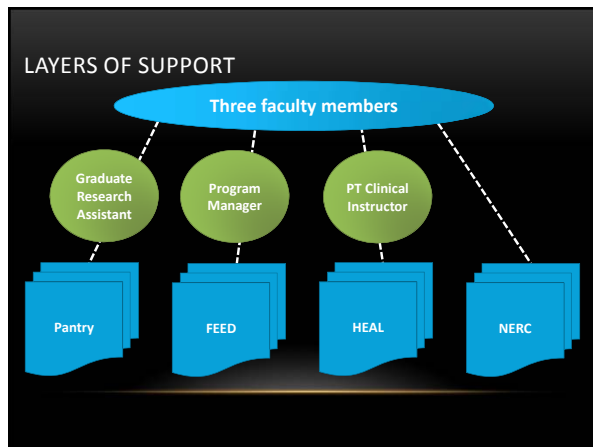 LAYERS OF SUPPORT
Three faculty members
Graduate
Research
Assistant
Program
Manager
PT Clinical
Instructor
Pantry
FEED
HEAL
NERC